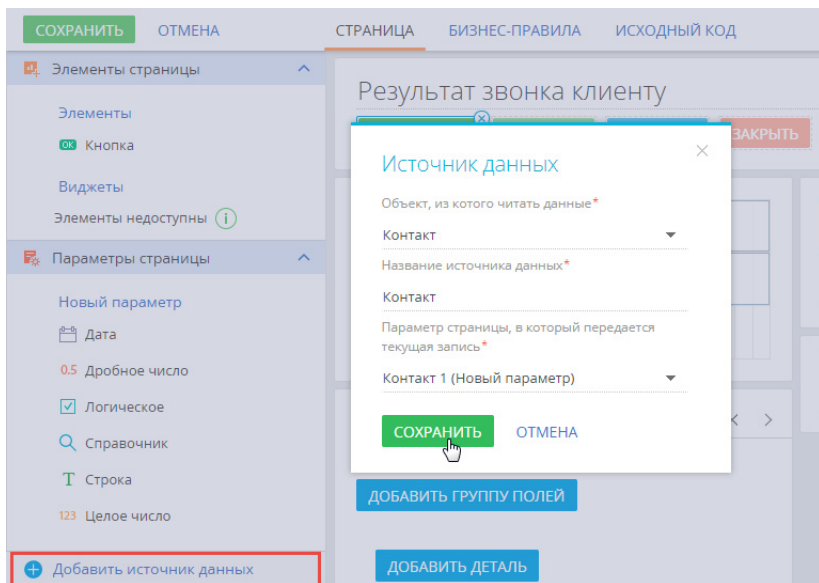 СОХРАНИТЬ ОТМЕНА СТРАНИЦА БИЗНЕС-ПРАВИЛА ИСХОДНЫЙ КОД
Элементы страницы
Элементы
OK Кнопка
Виджеты
Элементы недоступны i
Параметры страницы
Новый параметр
Дата
0.5 Дробное число
Логическое
Справочник
T Строка
123 Целое число
Добавить источник данных
Результат звонка клиенту
ЗАКРЫТЬ
Источник данных
Объект, из котого читать данные*
Контакт
Название источника данных*
Контакт
Параметр страницы, в который передается
текущая запись*
Контакт 1 (Новый параметр)
СОХРАНИТЬ ОТМЕНА
ДОБАВИТЬ ГРУППУ ПОЛЕЙ
ДОБАВИТЬ ДЕТАЛЬ